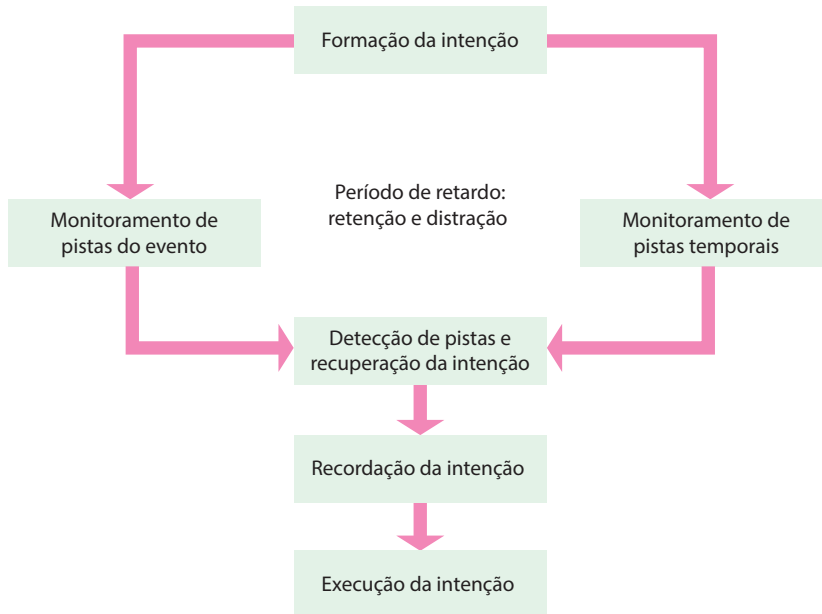 Formação da intenção
Período de retardo:
retenção e distração
Monitoramento de
pistas do evento
Monitoramento de
pistas temporais
Detecção de pistas e
recuperação da intenção
Recordação da intenção
Execução da intenção